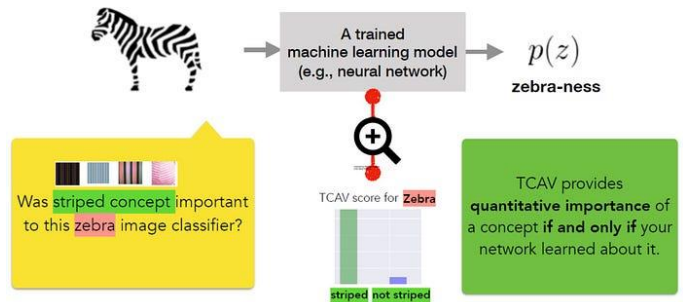 A trained
machine learning model
(e.g., neural network)
p(z)
zebra-ness
Was striped concept important
to this zebra image classifier?
TCAV score for Zebra
striped not striped
TCAV provides
quantitative importance of
a concept if and only if your
network learned about it.